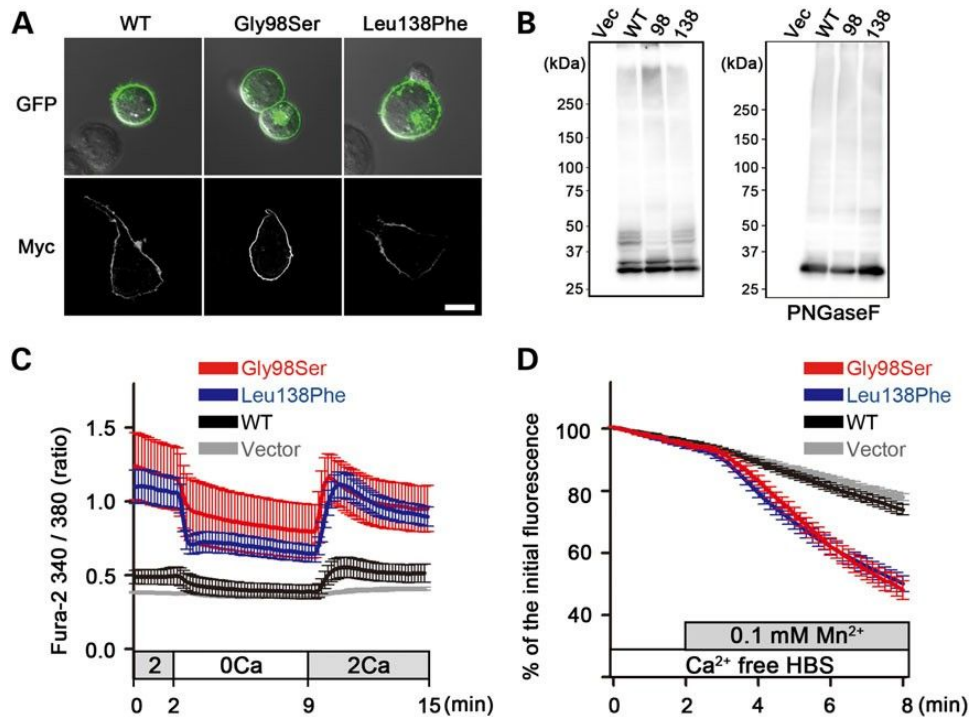 A
WT Gly98Ser Leu138Phe
GFP
Myc
B
Vec WT 98 138
(kDa)
250
150
100
75
50
37
25
Vec WT 98 138
(kDa)
250
150
100
75
50
37
25
PNGaseF
C
Gly98Ser
Leu138Phe
WT
Vector
Fura-2 340 / 380 (ratio)
1.5
1.0
0.5
0.0
2 0Ca 2Ca
0 2 9 15 (min)
D
Gly98Ser
Leu138Phe
WT
Vector
% of the initial fluorescence
100
80
60
40
0.1 mM Mn²⁺
Ca²⁺ free HBS
0 2 4 6 8 (min)